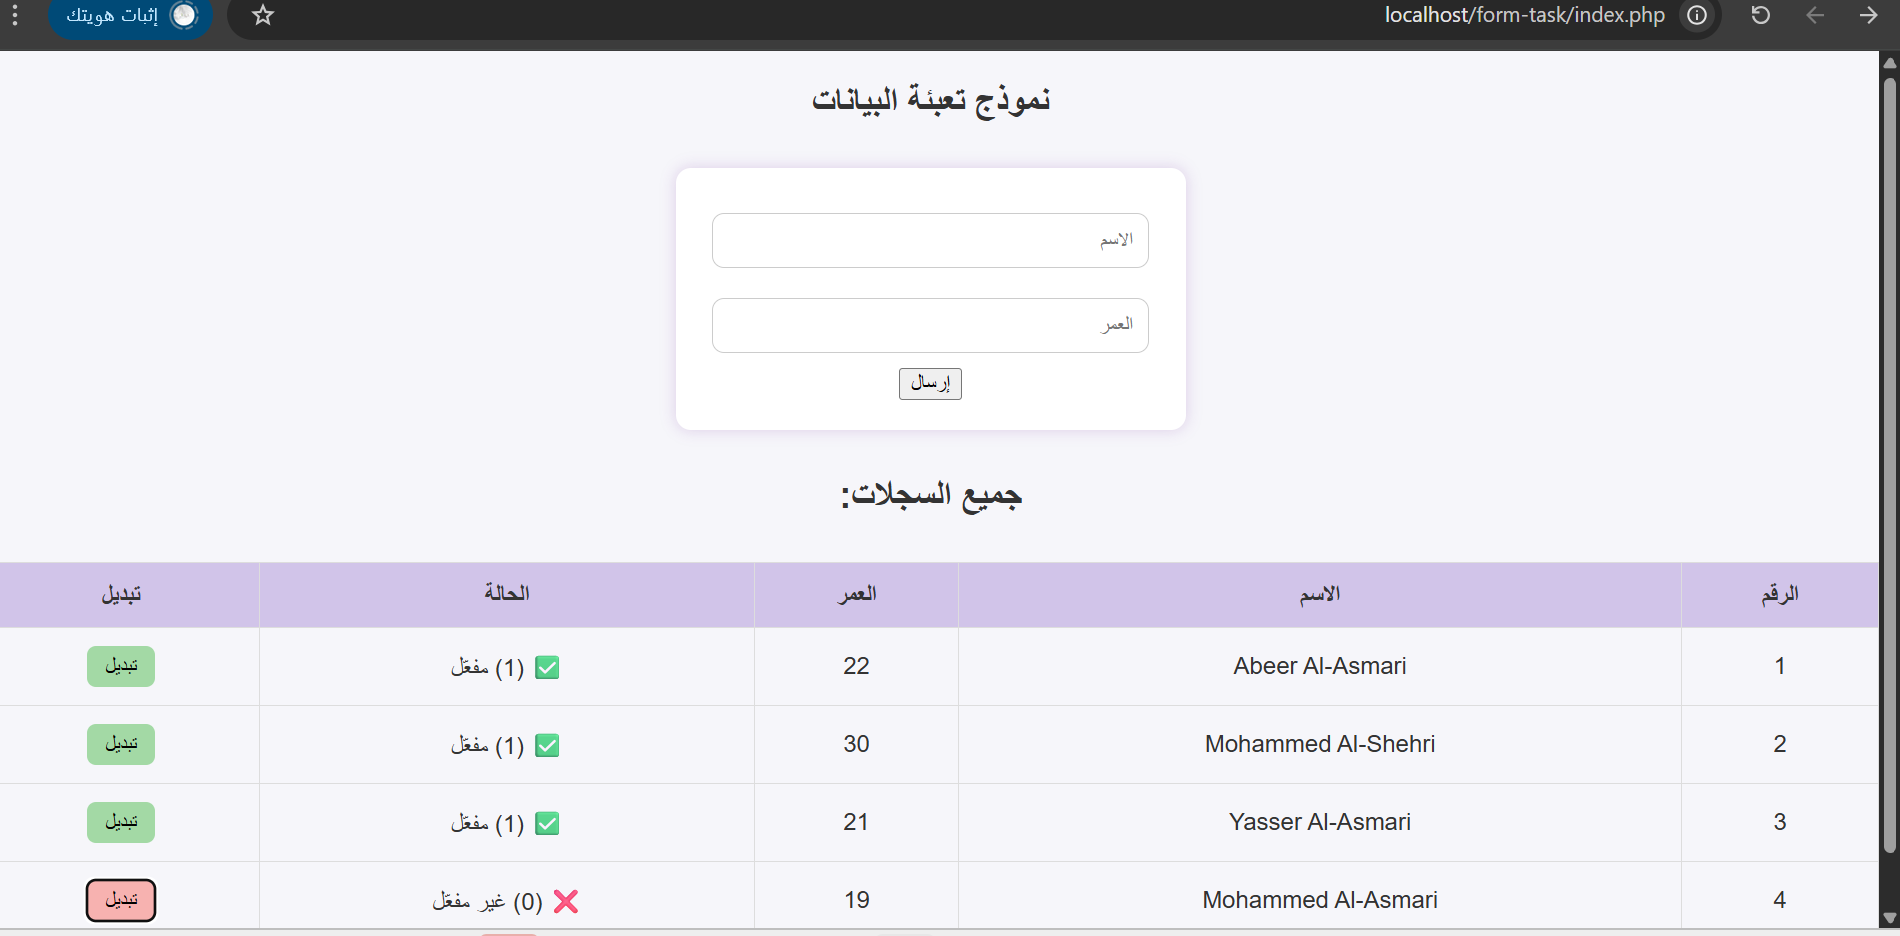 localhost/form-task/index.php
إثبات هويتك
نموذج تعبئة البيانات
الاسم
العمر
إرسال
جميع السجلات:
الرقم الاسم العمر الحالة تبديل
1 Abeer Al-Asmari 22 ✅ (1) مفعّل تبديل
2 Mohammed Al-Shehri 30 ✅ (1) مفعّل تبديل
3 Yasser Al-Asmari 21 ✅ (1) مفعّل تبديل
4 Mohammed Al-Asmari 19 ❌ (0) غير مفعّل تبديل